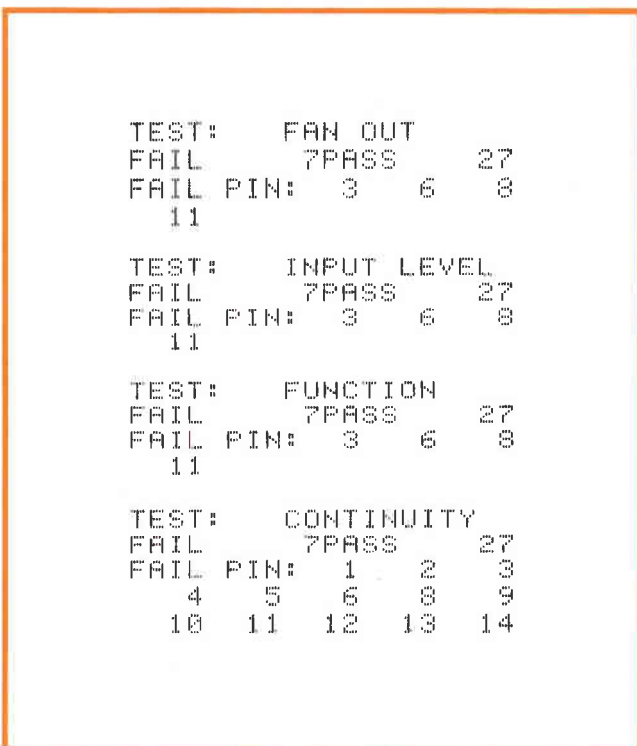 TEST: FAN OUT
FAIL 7PASS 27
FAIL PIN: 3 6 8
11
TEST: INPUT LEVEL
FAIL 7PASS 27
FAIL PIN: 3 6 8
11
TEST: FUNCTION
FAIL 7PASS 27
FAIL PIN: 3 6 8
11
TEST: CONTINUITY
FAIL 7PASS 27
FAIL PIN: 1 2 3
4 5 6 8 9
10 11 12 13 14